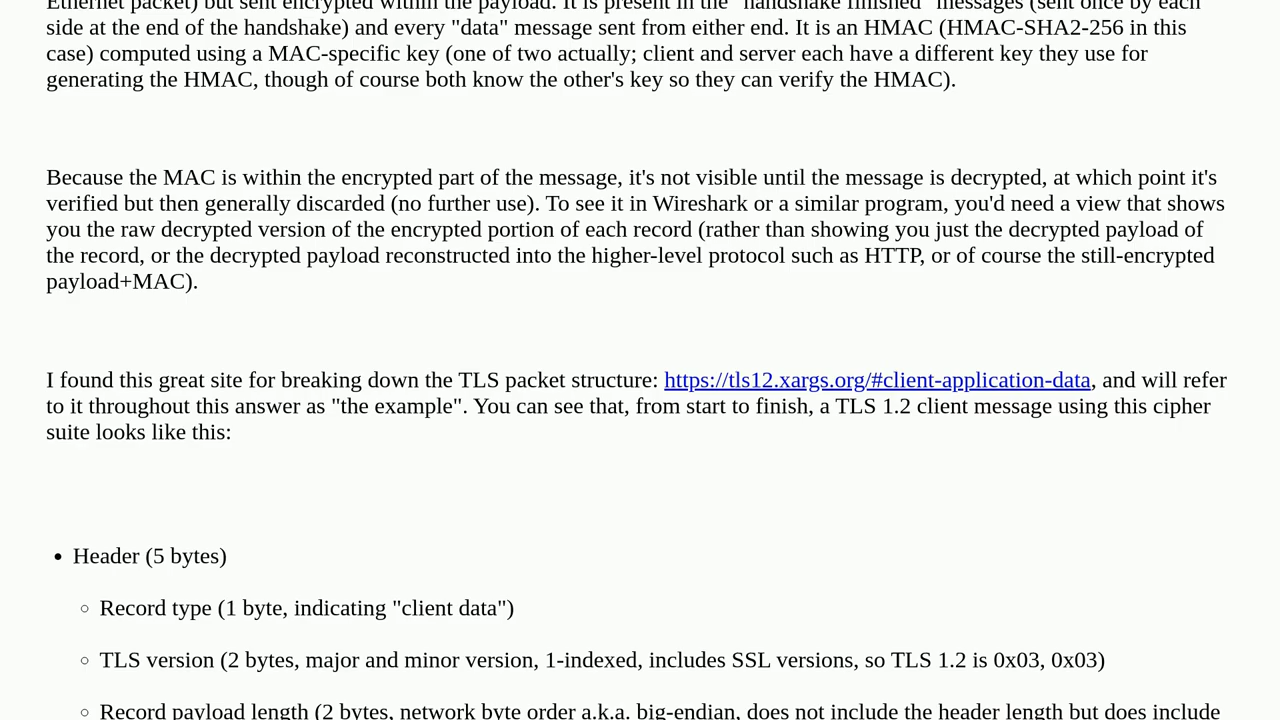 Ethernet packet) but sent encrypted within the payload. It is present in the "handshake finished" messages (sent once by each
side at the end of the handshake) and every "data" message sent from either end. It is an HMAC (HMAC-SHA2-256 in this
case) computed using a MAC-specific key (one of two actually; client and server each have a different key they use for
generating the HMAC, though of course both know the other's key so they can verify the HMAC).
Because the MAC is within the encrypted part of the message, it's not visible until the message is decrypted, at which point it's
verified but then generally discarded (no further use). To see it in Wireshark or a similar program, you'd need a view that shows
you the raw decrypted version of the encrypted portion of each record (rather than showing you just the decrypted payload of
the record, or the decrypted payload reconstructed into the higher-level protocol such as HTTP, or of course the still-encrypted
payload+MAC).
I found this great site for breaking down the TLS packet structure: https://tls12.xargs.org/#client-application-data, and will refer
to it throughout this answer as "the example". You can see that, from start to finish, a TLS 1.2 client message using this cipher
suite looks like this:
• Header (5 bytes)
◦ Record type (1 byte, indicating "client data")
◦ TLS version (2 bytes, major and minor version, 1-indexed, includes SSL versions, so TLS 1.2 is 0x03, 0x03)
◦ Record payload length (2 bytes, network byte order a.k.a. big-endian, does not include the header length but does include